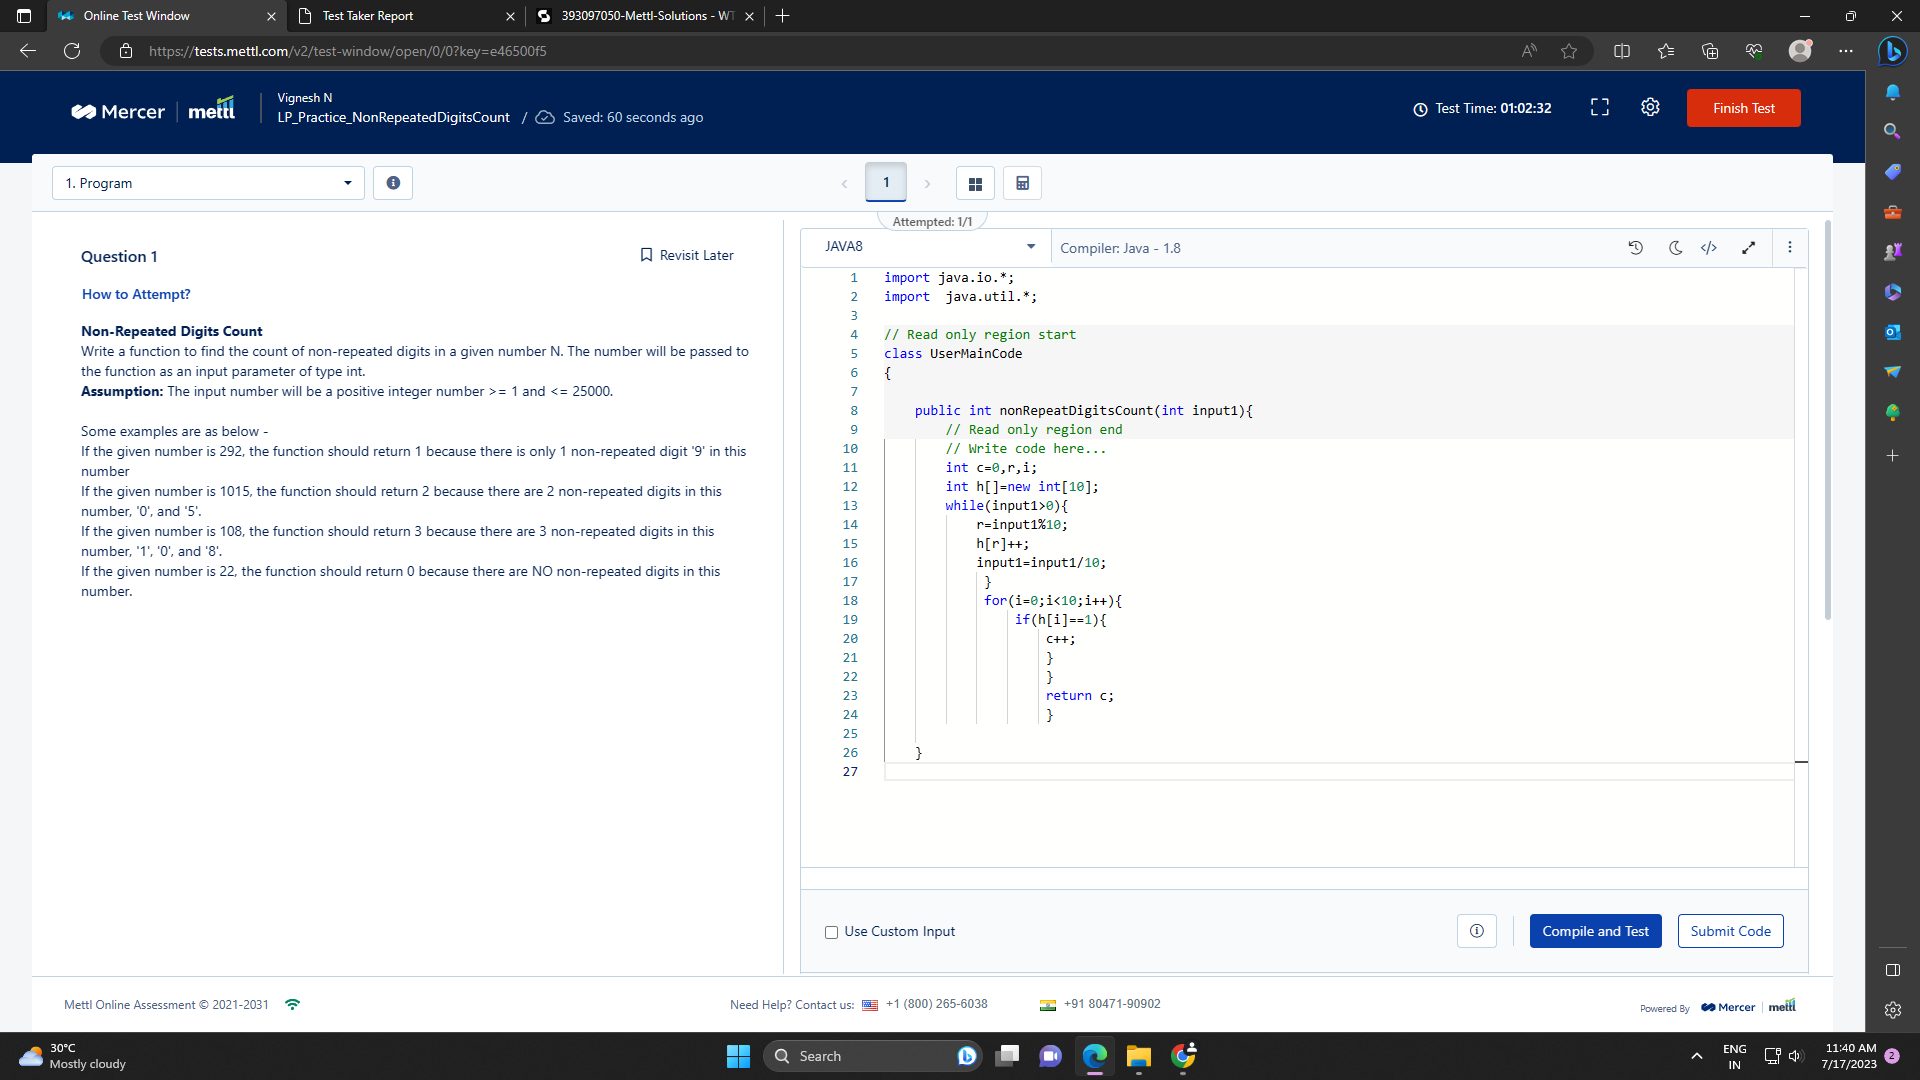 Online Test Window
Test Taker Report
393097050-Mettl-Solutions - WT
https://tests.mettl.com/v2/test-window/open/0/0?key=e46500f5
Mercer | mettl
Vignesh N
LP_Practice_NonRepeatedDigitsCount / Saved: 60 seconds ago
Test Time: 01:02:32
Finish Test
1. Program
1
Attempted: 1/1
Question 1
Revisit Later
How to Attempt?
Non-Repeated Digits Count
Write a function to find the count of non-repeated digits in a given number N. The number will be passed to
the function as an input parameter of type int.
Assumption: The input number will be a positive integer number >= 1 and <= 25000.
Some examples are as below -
If the given number is 292, the function should return 1 because there is only 1 non-repeated digit '9' in this
number
If the given number is 1015, the function should return 2 because there are 2 non-repeated digits in this
number, '0', and '5'.
If the given number is 108, the function should return 3 because there are 3 non-repeated digits in this
number, '1', '0', and '8'.
If the given number is 22, the function should return 0 because there are NO non-repeated digits in this
number.
JAVA8
Compiler: Java - 1.8
1 import java.io.*;
2 import  java.util.*;
3
4 // Read only region start
5 class UserMainCode
6 {
7
8     public int nonRepeatDigitsCount(int input1){
9         // Read only region end
10         // Write code here...
11         int c=0,r,i;
12         int h[]=new int[10];
13         while(input1>0){
14             r=input1%10;
15             h[r]++;
16             input1=input1/10;
17              }
18              for(i=0;i<10;i++){
19                  if(h[i]==1){
20                      c++;
21                      }
22                      }
23                      return c;
24                      }
25
26     }
27
Use Custom Input
Compile and Test
Submit Code
Mettl Online Assessment © 2021-2031
Need Help? Contact us: +1 (800) 265-6038
+91 80471-90902
Powered By Mercer | mettl
30°C
Mostly cloudy
Search
ENG
IN
11:40 AM
7/17/2023
2